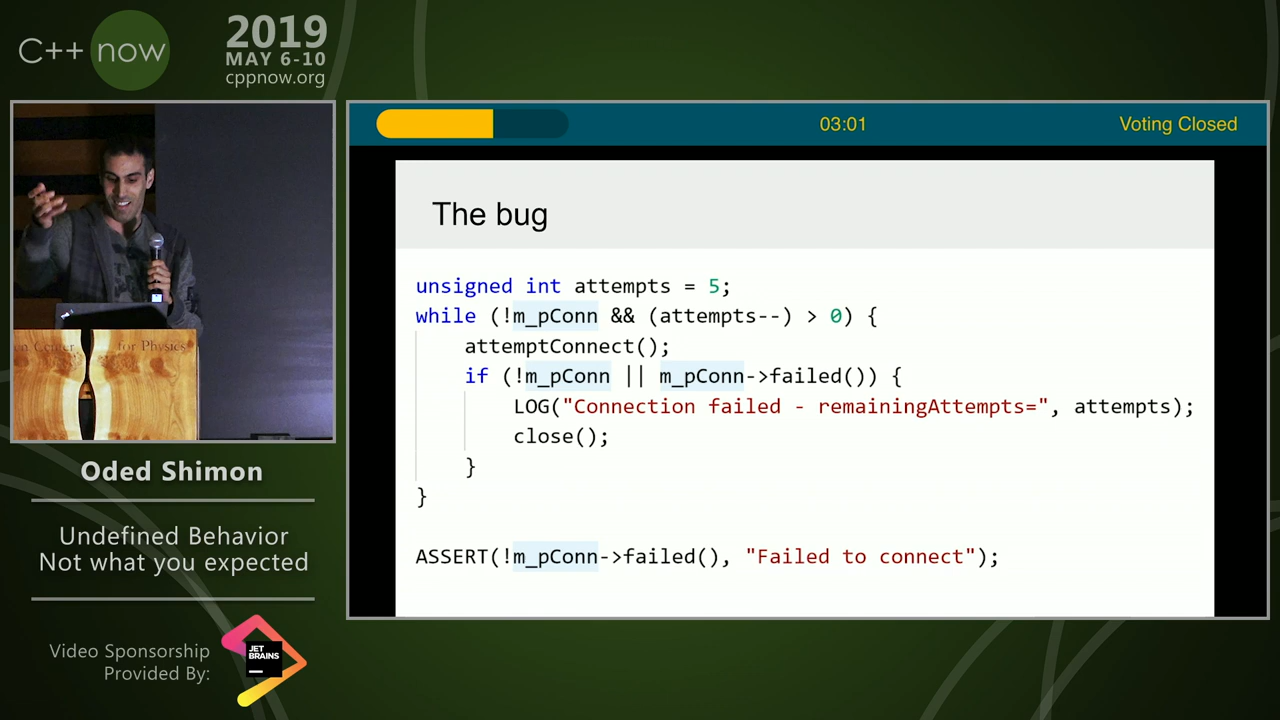 C++ now
2019
MAY 6-10
cppnow.org
03:01
Voting Closed
The bug
unsigned int attempts = 5;
while (!m_pConn && (attempts--) > 0) {
attemptConnect();
if (!m_pConn || m_pConn->failed()) {
LOG("Connection failed - remainingAttempts=", attempts);
close();
}
}
ASSERT(!m_pConn->failed(), "Failed to connect");
for Physics
Oded Shimon
Undefined Behavior
Not what you expected
Video Sponsorship
Provided By:
JET
BRAINS